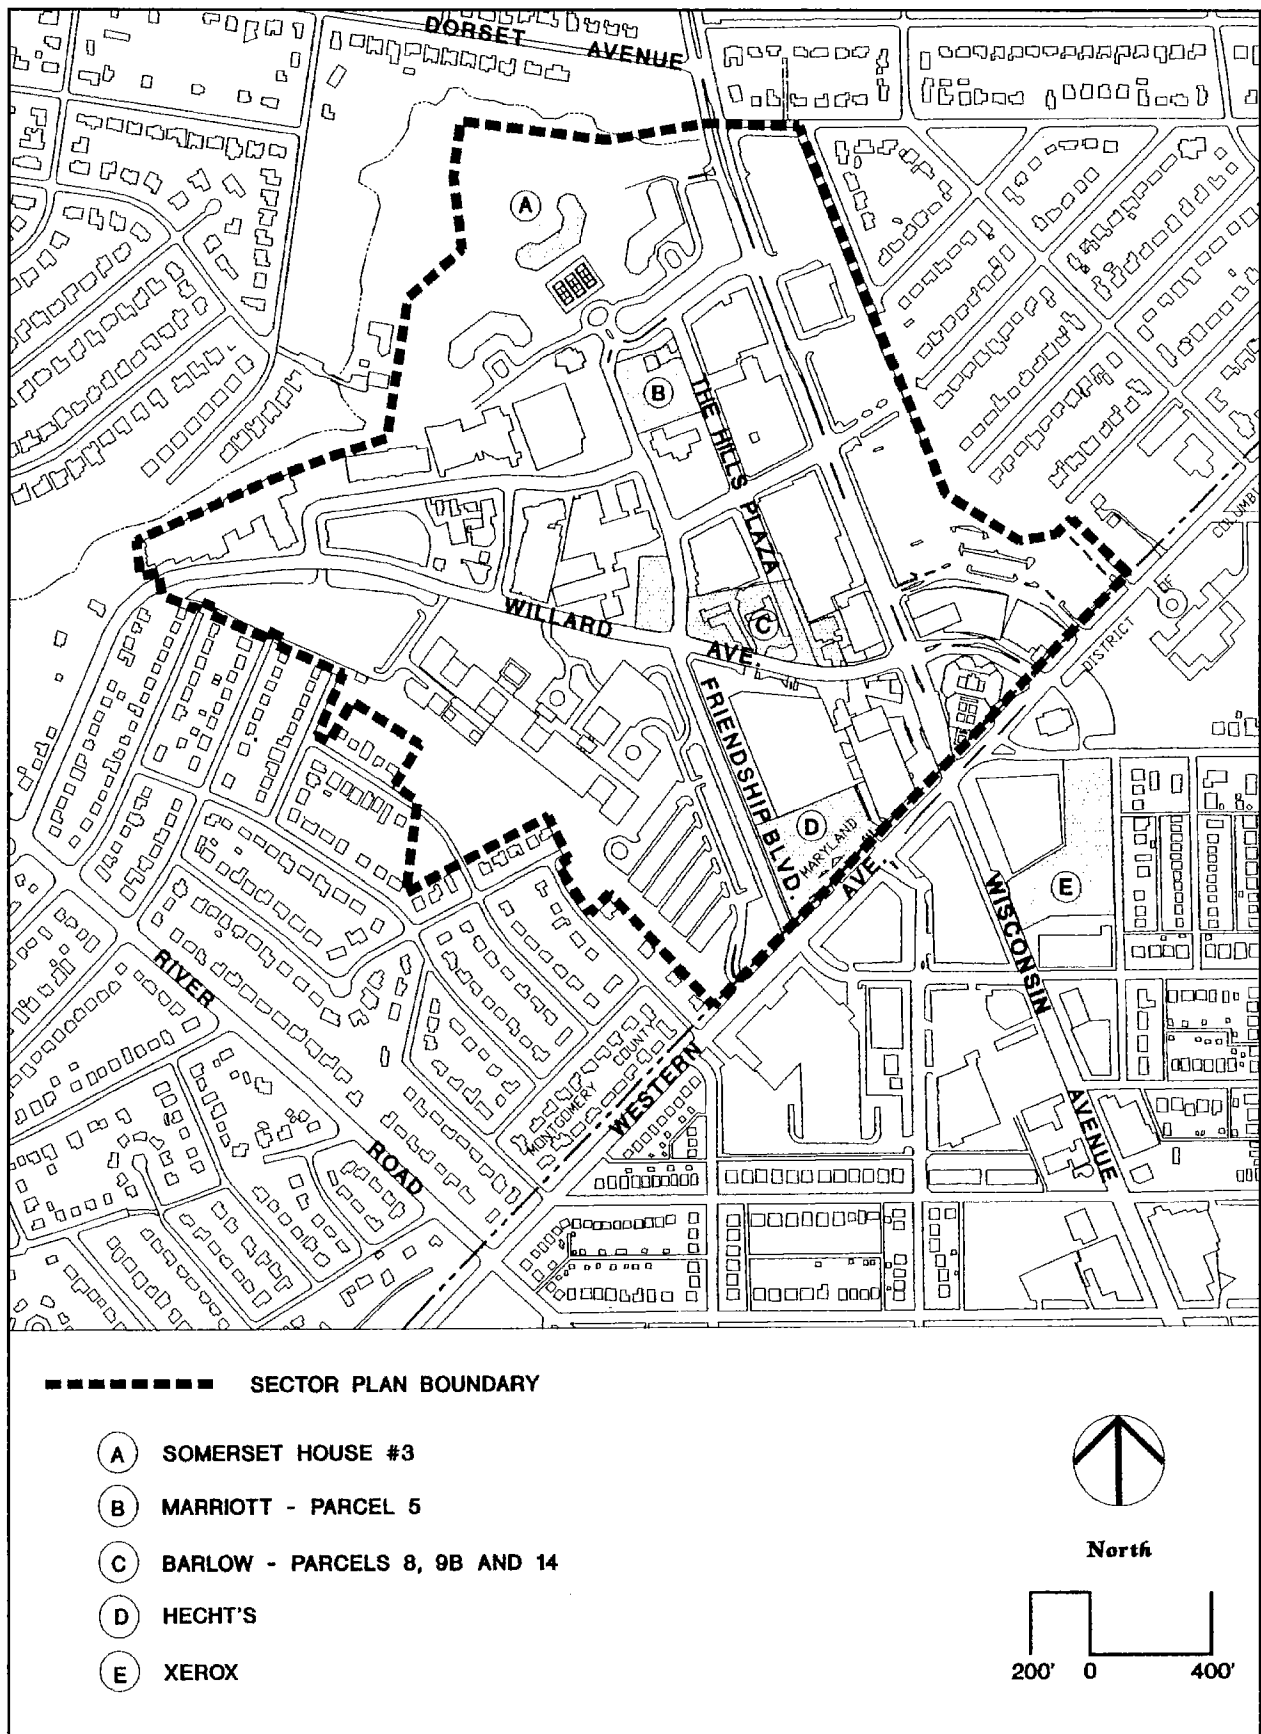 DORSET AVENUE
A
B
THE HILLS PLAZA
COLUMBI
OF
DISTRICT
WILLARD AVE.
C
FRIENDSHIP BLVD.
D
MARYLAND
AVE.
E
WISCONSIN AVENUE
RIVER ROAD
MONTGOMERY COUNTY
WESTERN
SECTOR PLAN BOUNDARY
A SOMERSET HOUSE #3
B MARRIOTT - PARCEL 5
C BARLOW - PARCELS 8, 9B AND 14
D HECHT'S
E XEROX
North
200' 0 400'